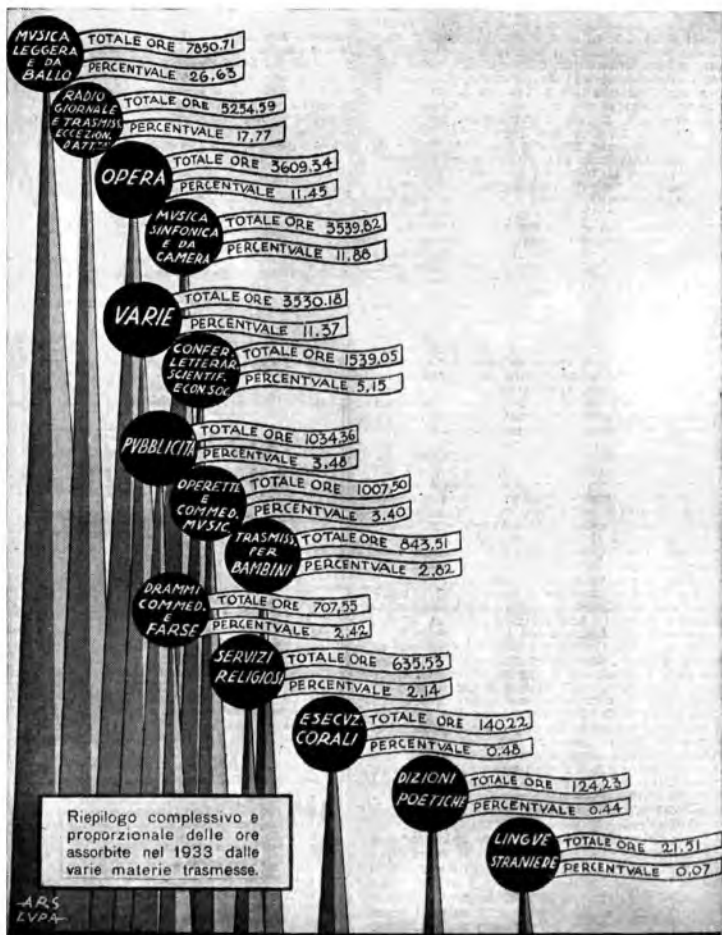 MVSICA
LEGGERA
E DA
BALLO
TOTALE ORE 7850.71
PERCENTVALE 26,63
RADIO
GIORNALE
E TRASMISS.
ECCEZION.
D'ATT.TÀ
TOTALE ORE 5254.59
PERCENTVALE 17,77
OPERA
TOTALE ORE 3609.34
PERCENTVALE 11.45
MVSICA
SINFONICA
E DA
CAMERA
TOTALE ORE 3539,82
PERCENTVALE 11,88
VARIE
TOTALE ORE 3530.18
PERCENTVALE 11,37
CONFER.
LETTERAR.
SCIENTIF.
ECON.SOC.
TOTALE ORE 1539,05
PERCENTVALE 5,15
PVBBLICITÀ
TOTALE ORE 1034,36
PERCENTVALE 3.48
OPERETTE
E
COMMED.
MVSIC.
TOTALE ORE 1007,50
PERCENTVALE 3.40
TRASMISS.
PER
BAMBINI
TOTALE ORE 843,51
PERCENTVALE 2,82
DRAMMI
COMMED.
E
FARSE
TOTALE ORE 707,55
PERCENTVALE 2,42
SERVIZI
RELIGIOSI
TOTALE ORE 635,53
PERCENTVALE 2,14
ESECVZ.
CORALI
TOTALE ORE 140.22
PERCENTVALE 0.48
DIZIONI
POETICHE
TOTALE ORE 124,23
PERCENTVALE 0.44
LINGVE
STRANIERE
TOTALE ORE 21.51
PERCENTVALE 0,07
Riepilogo complessivo e
proporzionale delle ore
assorbite nel 1933 dalle
varie materie trasmesse.
ARS
LVPA